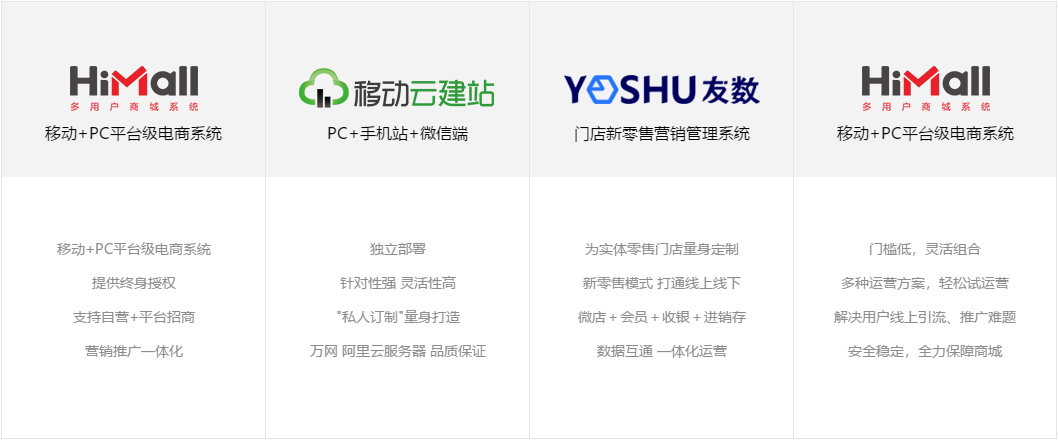 HiMall
多用户商城系统
移动+PC平台级电商系统
移动+PC平台级电商系统
提供终身授权
支持自营+平台招商
营销推广一体化
移动云建站
PC+手机站+微信端
独立部署
针对性强 灵活性高
"私人订制"量身打造
万网 阿里云服务器 品质保证
YOSHU友数
门店新零售营销管理系统
为实体零售门店量身定制
新零售模式 打通线上线下
微店+会员+收银+进销存
数据互通 一体化运营
HiMall
多用户商城系统
移动+PC平台级电商系统
门槛低，灵活组合
多种运营方案，轻松试运营
解决用户线上引流、推广难题
安全稳定，全力保障商城